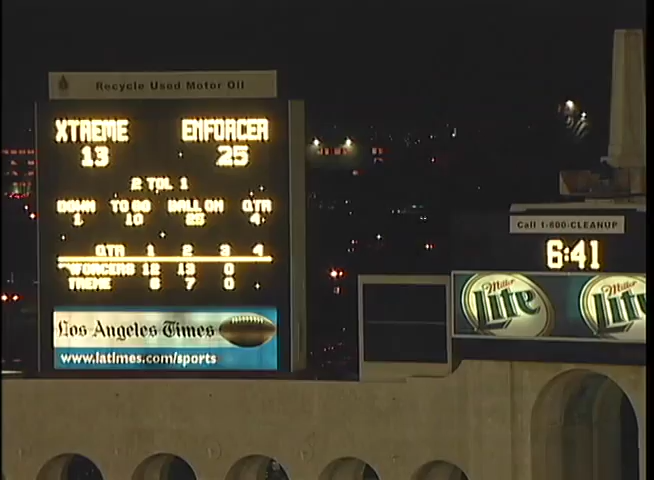 Recycle Used Motor Oil
XTREME ENFORCER
13 25
2 TOL 1
DOWN TO GO BALL ON QTR
1 10 25 4
QTR 1 2 3 4
12 13 0
6 7 0
Los Angeles Times
www.latimes.com/sports
Call 1-800-CLEANUP
6:41
Miller Lite
Miller Lite